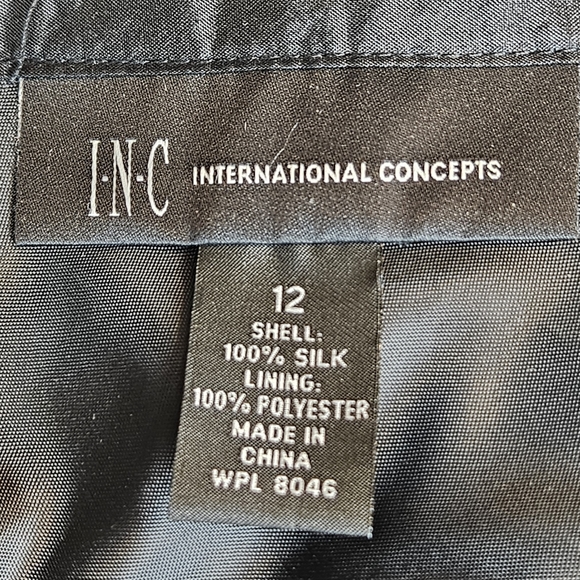 I·N·C INTERNATIONAL CONCEPTS
12
SHELL:
100% SILK
LINING:
100% POLYESTER
MADE IN
CHINA
WPL 8046